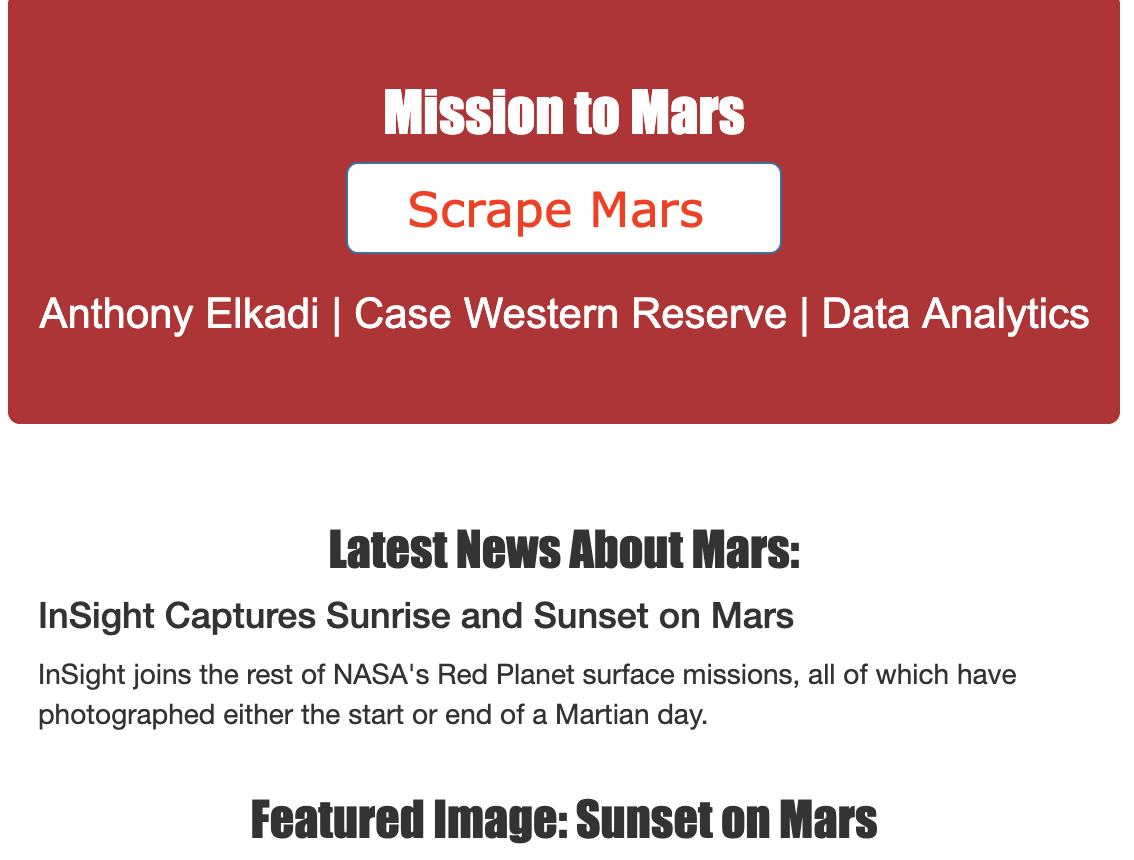 Mission to Mars
Scrape Mars
Anthony Elkadi | Case Western Reserve | Data Analytics
Latest News About Mars:
InSight Captures Sunrise and Sunset on Mars
InSight joins the rest of NASA's Red Planet surface missions, all of which have
photographed either the start or end of a Martian day.
Featured Image: Sunset on Mars